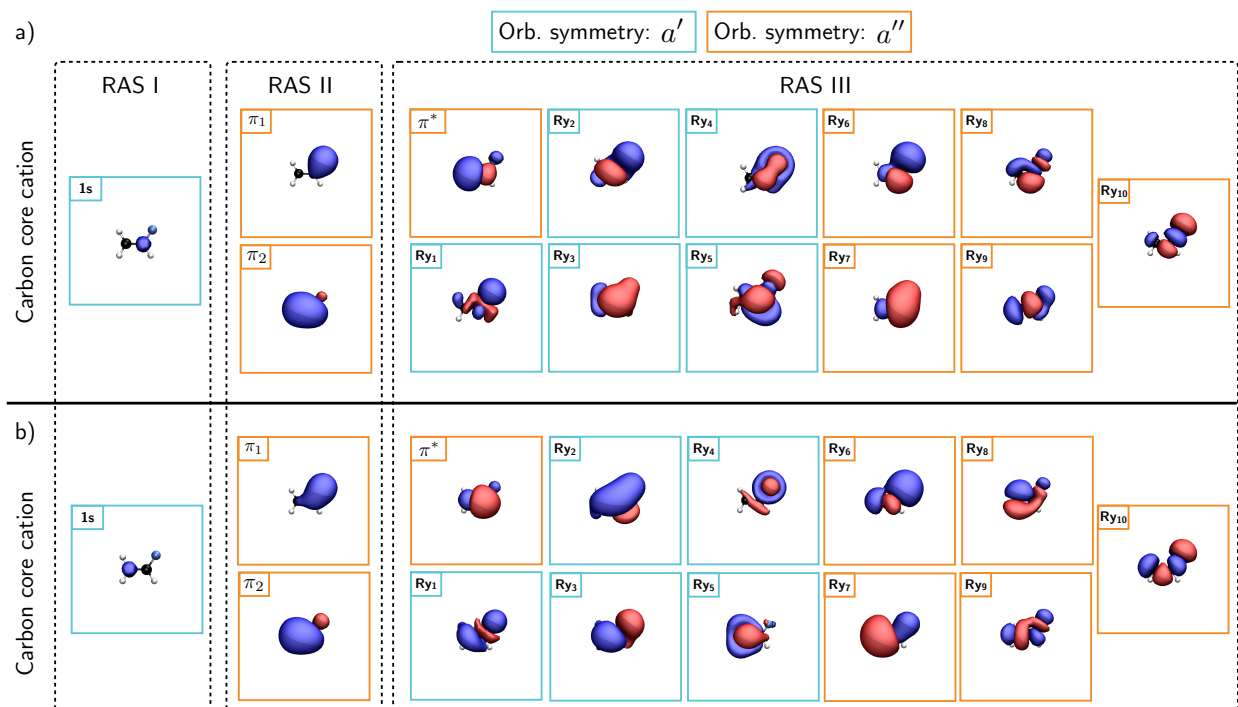 a)
Orb. symmetry: a′
Orb. symmetry: a′′
RAS I
RAS II
RAS III
Carbon core cation
1s
π₁
π₂
π*
Ry₂
Ry₄
Ry₆
Ry₈
Ry₁₀
Ry₁
Ry₃
Ry₅
Ry₇
Ry₉
b)
Carbon core cation
1s
π₁
π₂
π*
Ry₂
Ry₄
Ry₆
Ry₈
Ry₁₀
Ry₁
Ry₃
Ry₅
Ry₇
Ry₉